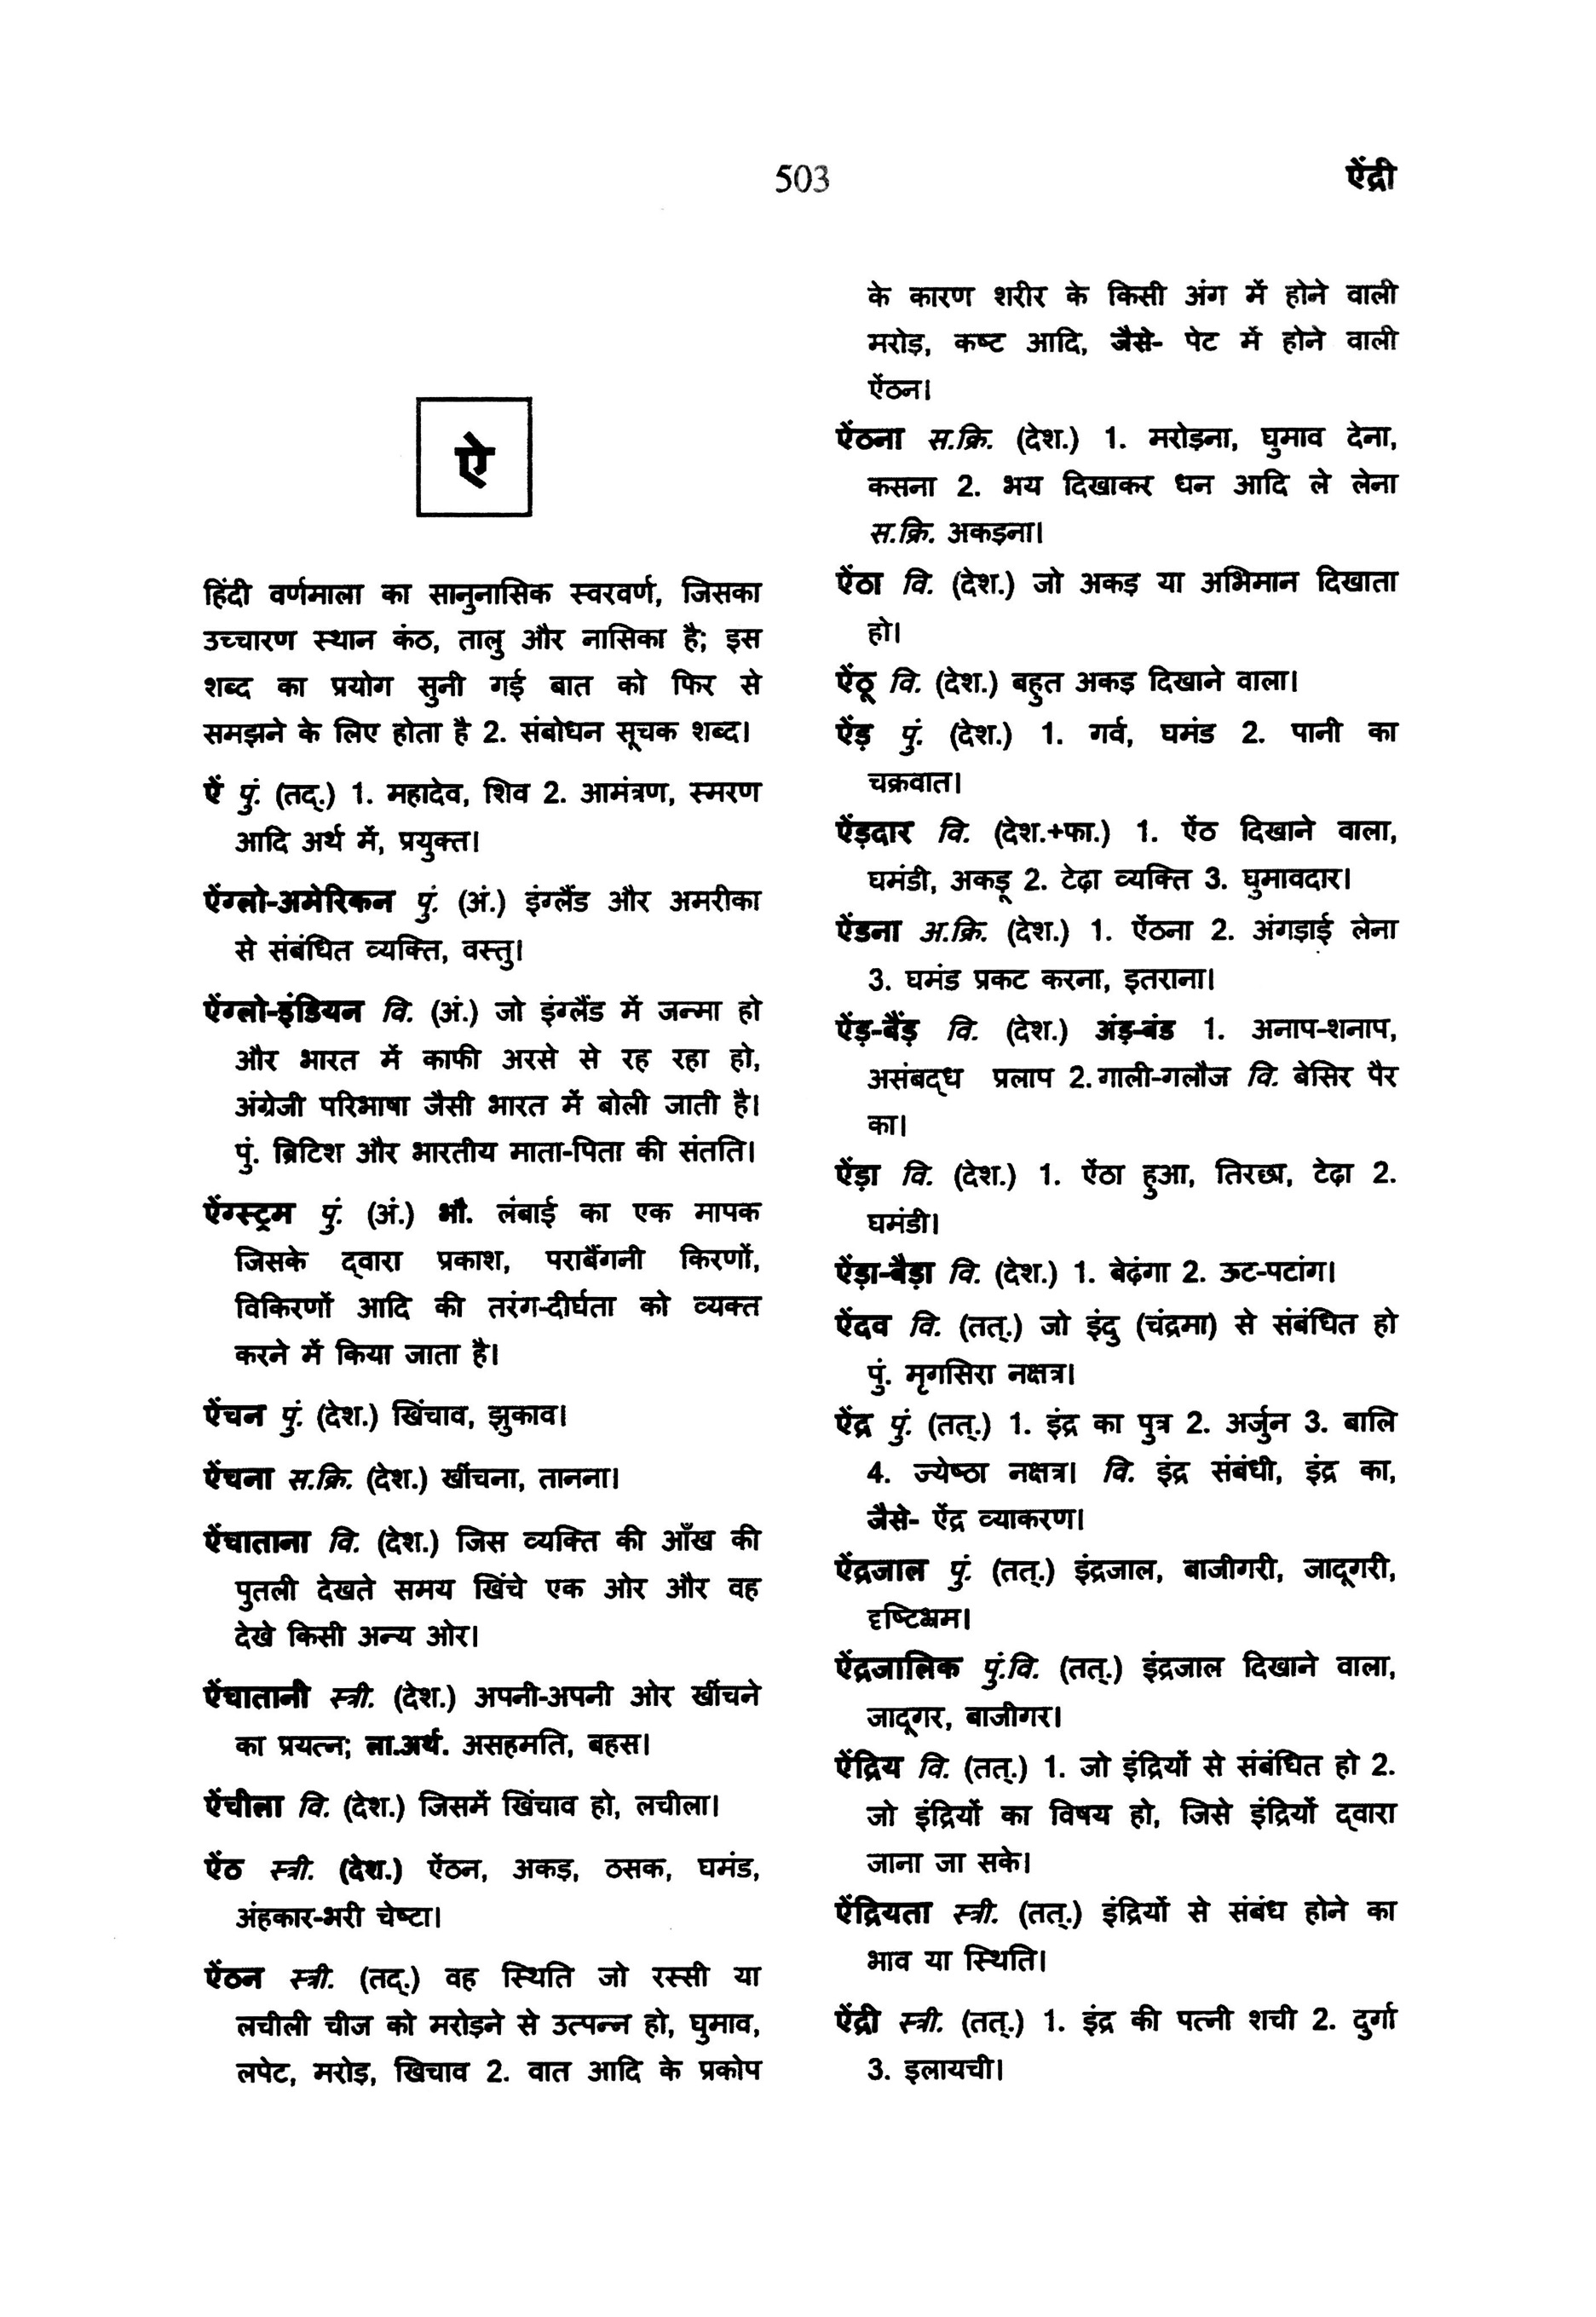 503
ऐंद्री
ऐ
हिंदी वर्णमाला का सानुनासिक स्वरवर्ण, जिसका
उच्चारण स्थान कंठ, तालु और नासिका है; इस
शब्द का प्रयोग सुनी गई बात को फिर से
समझने के लिए होता है 2. संबोधन सूचक शब्द।
ऐं पुं. (तद्.) 1. महादेव, शिव 2. आमंत्रण, स्मरण
आदि अर्थ में, प्रयुक्त।
ऐंग्लो-अमेरिकन पुं. (अं.) इंग्लैंड और अमरीका
से संबंधित व्यक्ति, वस्तु।
ऐंग्लो-इंडियन वि. (अं.) जो इंग्लैंड में जन्मा हो
और भारत में काफी अरसे से रह रहा हो,
अंग्रेजी परिभाषा जैसी भारत में बोली जाती है।
पुं. ब्रिटिश और भारतीय माता-पिता की संतति।
ऐंग्स्ट्रम पुं. (अं.) भौ. लंबाई का एक मापक
जिसके द्वारा प्रकाश, पराबैंगनी किरणों,
विकिरणों आदि की तरंग-दीर्घता को व्यक्त
करने में किया जाता है।
ऐंचन पुं. (देश.) खिंचाव, झुकाव।
ऐंचना स.क्रि. (देश.) खींचना, तानना।
ऐंचाताना वि. (देश.) जिस व्यक्ति की आँख की
पुतली देखते समय खिंचे एक ओर और वह
देखे किसी अन्य ओर।
ऐंचातानी स्त्री. (देश.) अपनी-अपनी ओर खींचने
का प्रयत्न; ला.अर्थ. असहमति, बहस।
ऐंचीला वि. (देश.) जिसमें खिंचाव हो, लचीला।
ऐंठ स्त्री. (देश.) ऐंठन, अकड़, ठसक, घमंड,
अंहकार-भरी चेष्टा।
ऐंठन स्त्री. (तद्.) वह स्थिति जो रस्सी या
लचीली चीज को मरोड़ने से उत्पन्न हो, घुमाव,
लपेट, मरोड़, खिचाव 2. वात आदि के प्रकोप
के कारण शरीर के किसी अंग में होने वाली
मरोड़, कष्ट आदि, जैसे- पेट में होने वाली
ऐंठन।
ऐंठना स.क्रि. (देश.) 1. मरोड़ना, घुमाव देना,
कसना 2. भय दिखाकर धन आदि ले लेना
स.क्रि. अकड़ना।
ऐंठा वि. (देश.) जो अकड़ या अभिमान दिखाता
हो।
ऐंठू वि. (देश.) बहुत अकड़ दिखाने वाला।
ऐंड़ पुं. (देश.) 1. गर्व, घमंड 2. पानी का
चक्रवात।
ऐंड़दार वि. (देश.+फा.) 1. ऐंठ दिखाने वाला,
घमंडी, अकड़ू 2. टेढ़ा व्यक्ति 3. घुमावदार।
ऐंडना अ.क्रि. (देश.) 1. ऐंठना 2. अंगड़ाई लेना
3. घमंड प्रकट करना, इतराना।
ऐंड़-बैंड़ वि. (देश.) अंड़-बंड 1. अनाप-शनाप,
असंबद्ध प्रलाप 2. गाली-गलौज वि. बेसिर पैर
का।
ऐंड़ा वि. (देश.) 1. ऐंठा हुआ, तिरछा, टेढ़ा 2.
घमंडी।
ऐंड़ा-बैड़ा वि. (देश.) 1. बेढ़ंगा 2. ऊट-पटांग।
ऐंदव वि. (तत्.) जो इंदु (चंद्रमा) से संबंधित हो
पुं. मृगसिरा नक्षत्र।
ऐंद्र पुं. (तत्.) 1. इंद्र का पुत्र 2. अर्जुन 3. बालि
4. ज्येष्ठा नक्षत्र। वि. इंद्र संबंधी, इंद्र का,
जैसे- ऐंद्र व्याकरण।
ऐंद्रजाल पुं. (तत्.) इंद्रजाल, बाजीगरी, जादूगरी,
दृष्टिभ्रम।
ऐंद्रजालिक पुं.वि. (तत्.) इंद्रजाल दिखाने वाला,
जादूगर, बाजीगर।
ऐंद्रिय वि. (तत्.) 1. जो इंद्रियों से संबंधित हो 2.
जो इंद्रियों का विषय हो, जिसे इंद्रियों द्वारा
जाना जा सके।
ऐंद्रियता स्त्री. (तत्.) इंद्रियों से संबंध होने का
भाव या स्थिति।
ऐंद्री स्त्री. (तत्.) 1. इंद्र की पत्नी शची 2. दुर्गा
3. इलायची।